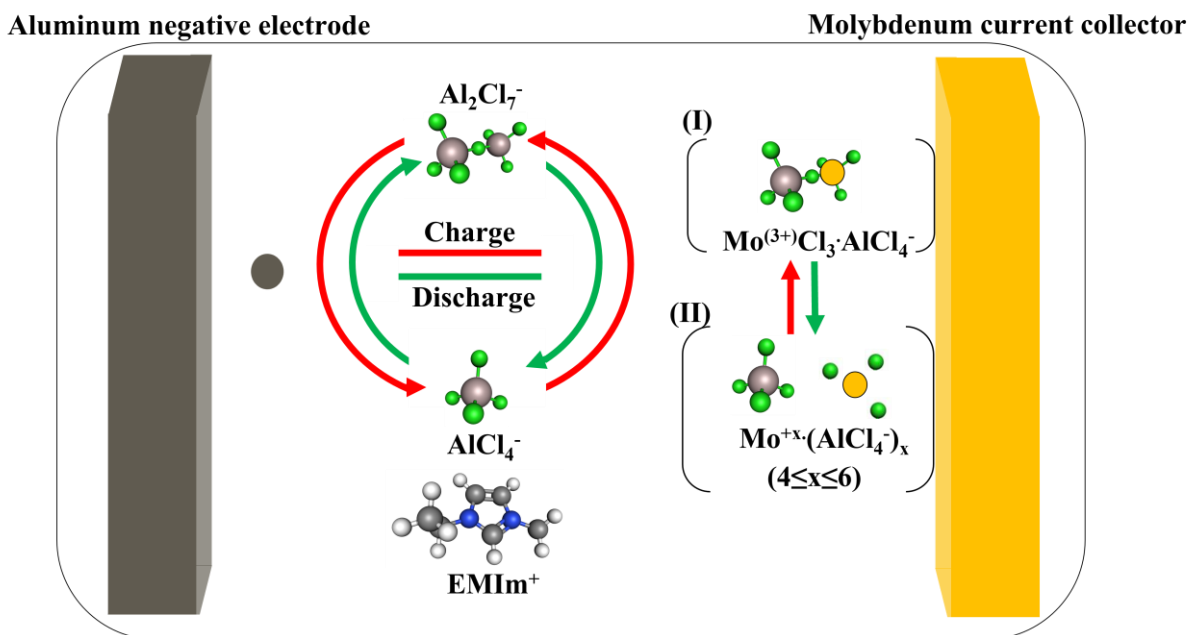 Aluminum negative electrode
Molybdenum current collector
Al₂Cl₇⁻
Charge
Discharge
AlCl₄⁻
EMIm⁺
(I)
Mo⁽³⁺⁾Cl₃·AlCl₄⁻
(II)
Mo⁺ˣ·(AlCl₄⁻)ₓ
(4≤x≤6)